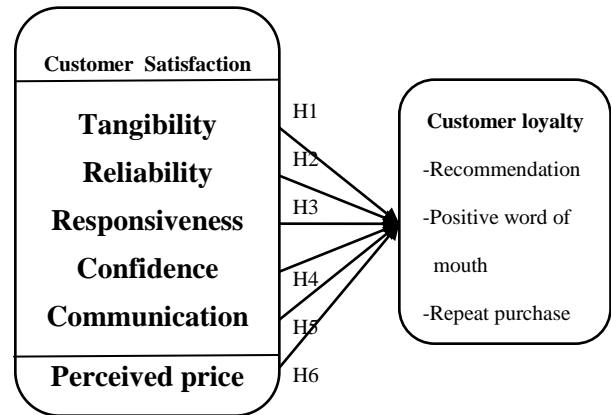 Customer Satisfaction
Tangibility
Reliability
Responsiveness
Confidence
Communication
Perceived price
H1
H2
H3
H4
H5
H6
Customer loyalty
-Recommendation
-Positive word of
mouth
-Repeat purchase